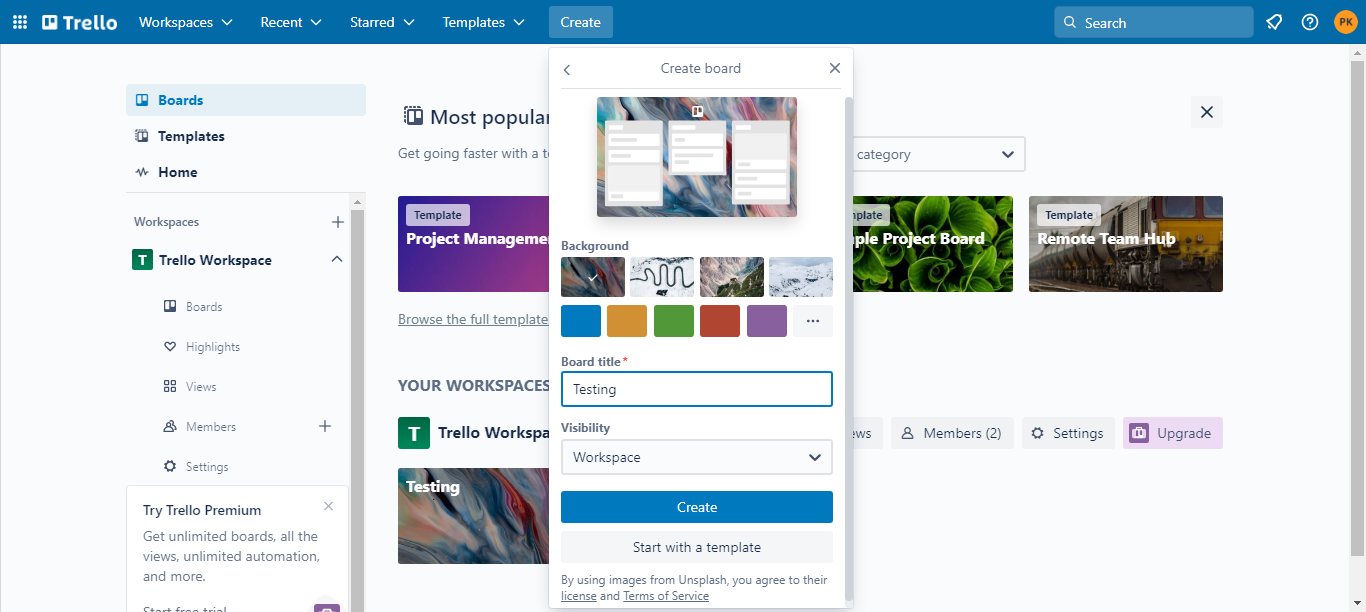 Trello Workspaces Recent Starred Templates Create Search PK
Create board
Boards
Templates
Home
Workspaces
T Trello Workspace
Boards
Highlights
Views
Members
Settings
Try Trello Premium
Get unlimited boards, all the
views, unlimited automation,
and more.
Start free trial
Most popular
Get going faster with a
category
Template
Project
Project Board
Template
Remote Team Hub
Browse the full template
YOUR WORKSPACES
T Trello
Members (2) Settings Upgrade
Testing
Background
Board title*
Testing
Visibility
Workspace
Create
Start with a template
By using images from Unsplash, you agree to their
license and Terms of Service